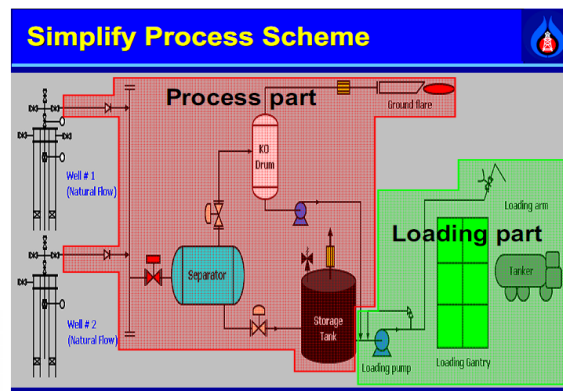 Simplify Process Scheme
Process part
Ground flare
KO
Drum
Well # 1
(Natural Flow)
Loading arm
Loading part
Separator
Tanker
Storage
Tank
Well # 2
(Natural Flow)
Loading pump
Loading Gantry